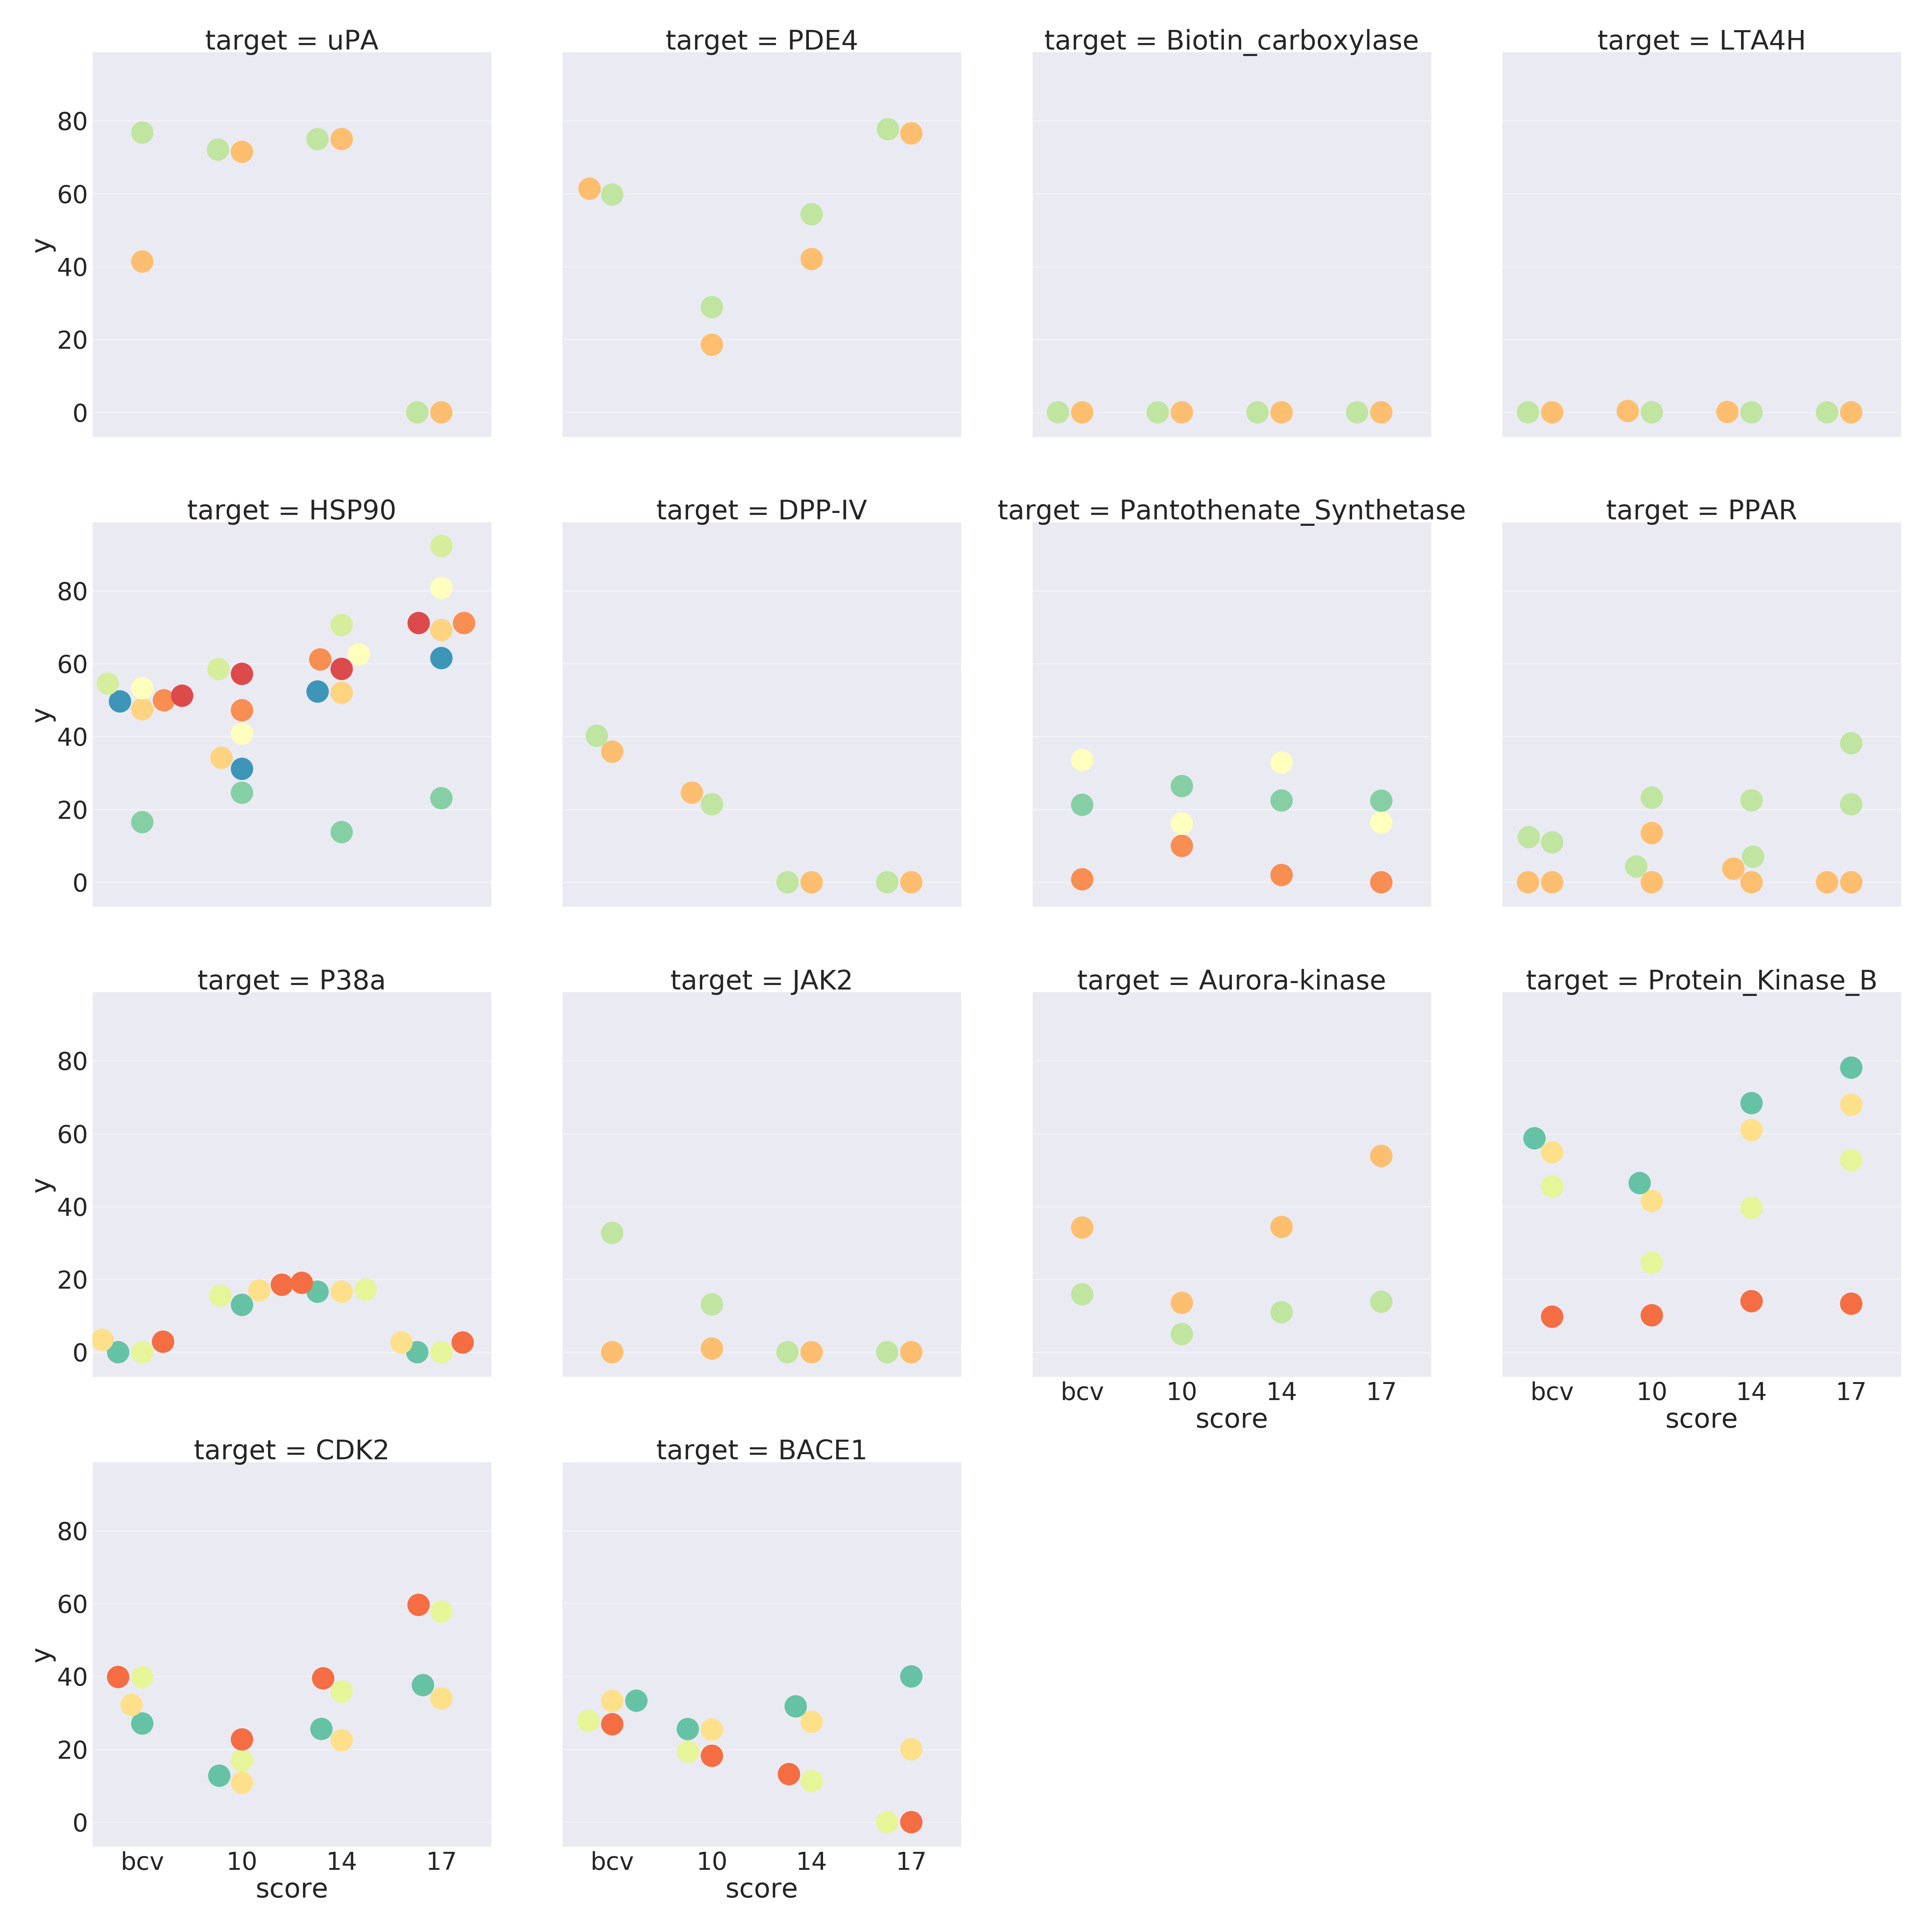 target = uPA
target = PDE4
target = Biotin_carboxylase
target = LTA4H
80
60
y
40
20
0
target = HSP90
target = DPP-IV
target = Pantothenate_Synthetase
target = PPAR
80
60
y
40
20
0
target = P38a
target = JAK2
target = Aurora-kinase
target = Protein_Kinase_B
80
60
y
40
20
0
bcv 10 14 17
score
bcv 10 14 17
score
target = CDK2
target = BACE1
80
60
y
40
20
0
bcv 10 14 17
score
bcv 10 14 17
score